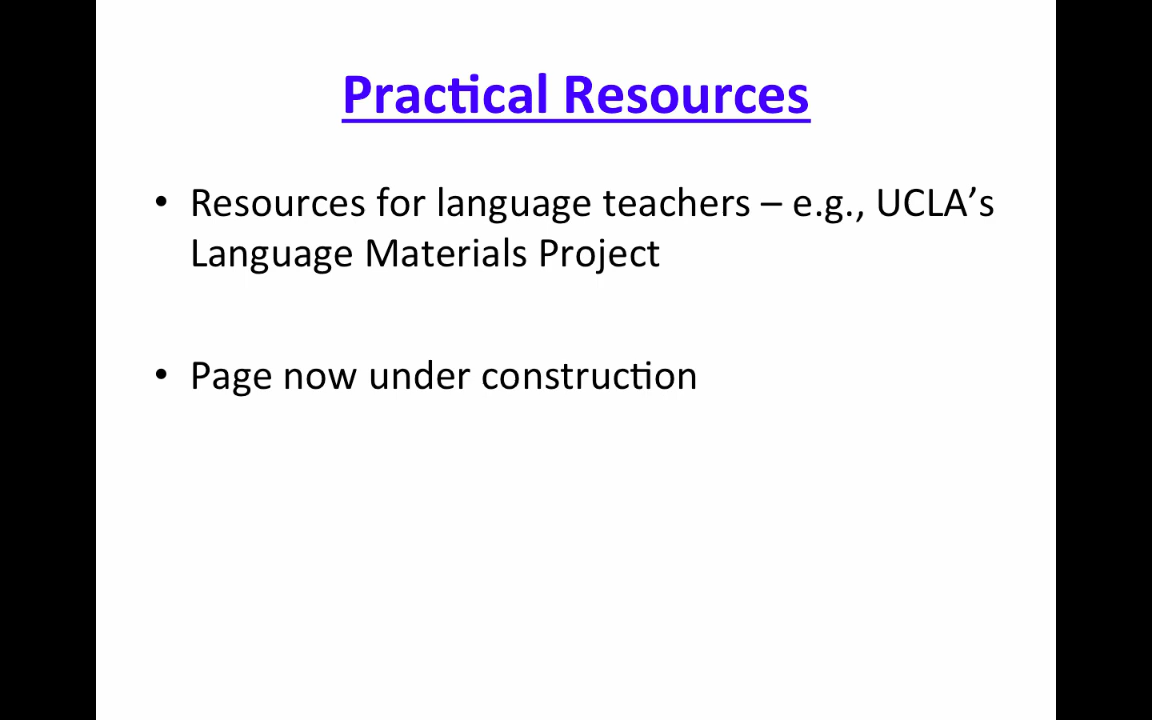 Practical Resources
• Resources for language teachers – e.g., UCLA’s
Language Materials Project
• Page now under construction